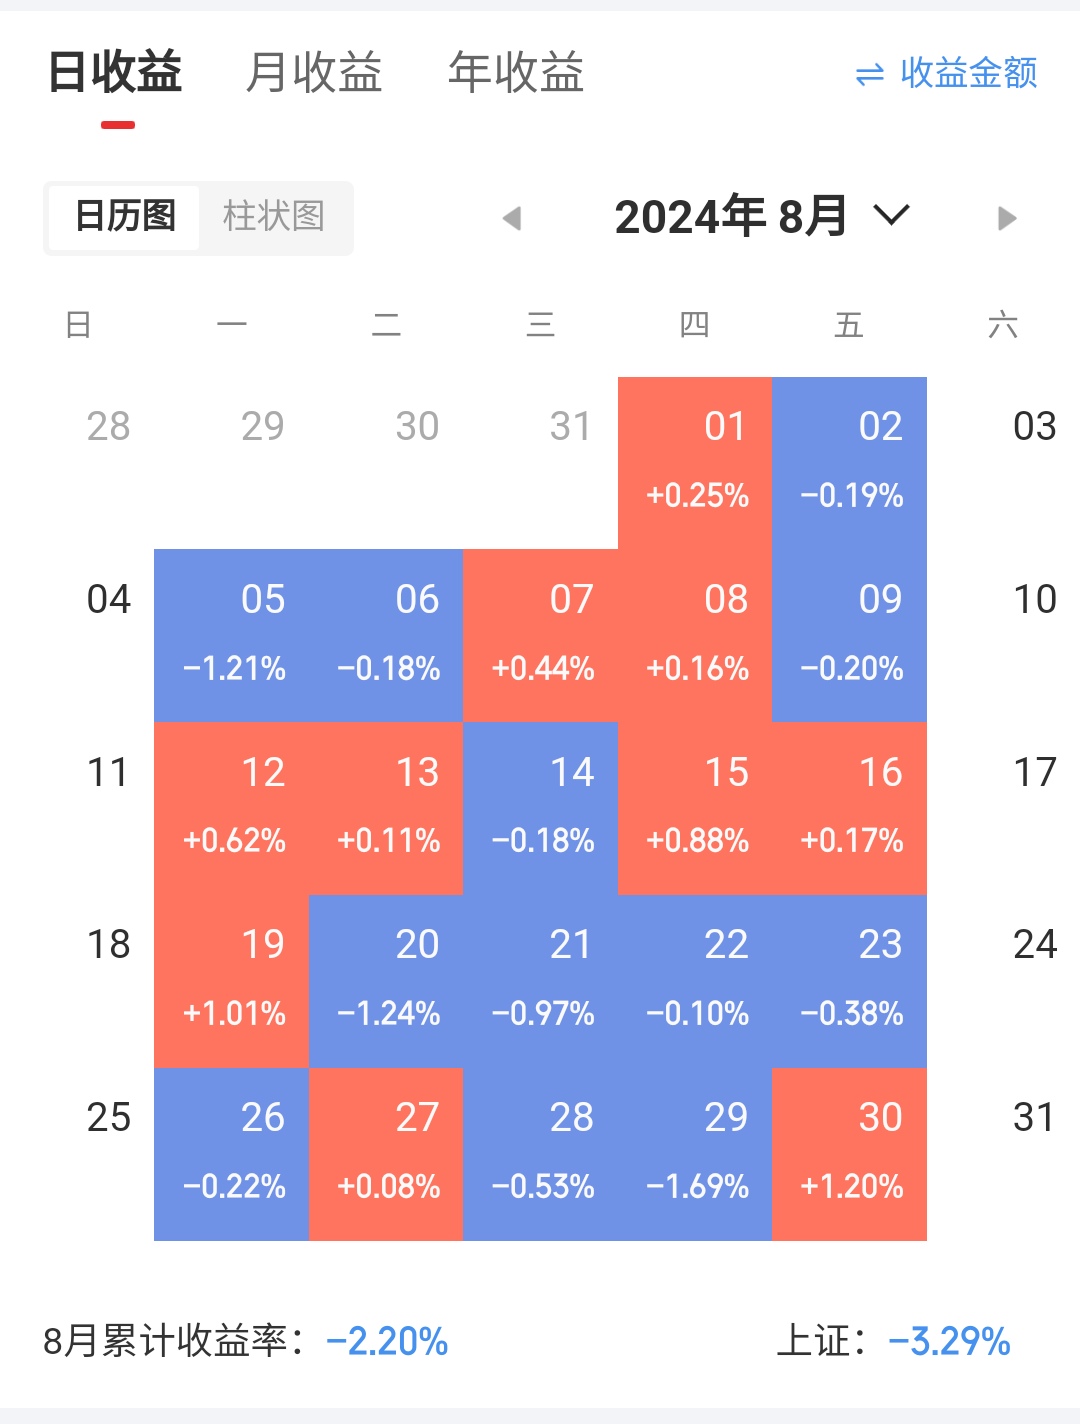 日收益 月收益 年收益 ⇌ 收益金额
日历图 柱状图 ◀ 2024年 8月 ▶
日 一 二 三 四 五 六
28 29 30 31 01 02 03
+0.25% −0.19%
04 05 06 07 08 09 10
−1.21% −0.18% +0.44% +0.16% −0.20%
11 12 13 14 15 16 17
+0.62% +0.11% −0.18% +0.88% +0.17%
18 19 20 21 22 23 24
+1.01% −1.24% −0.97% −0.10% −0.38%
25 26 27 28 29 30 31
−0.22% +0.08% −0.53% −1.69% +1.20%
8月累计收益率：−2.20% 上证：−3.29%